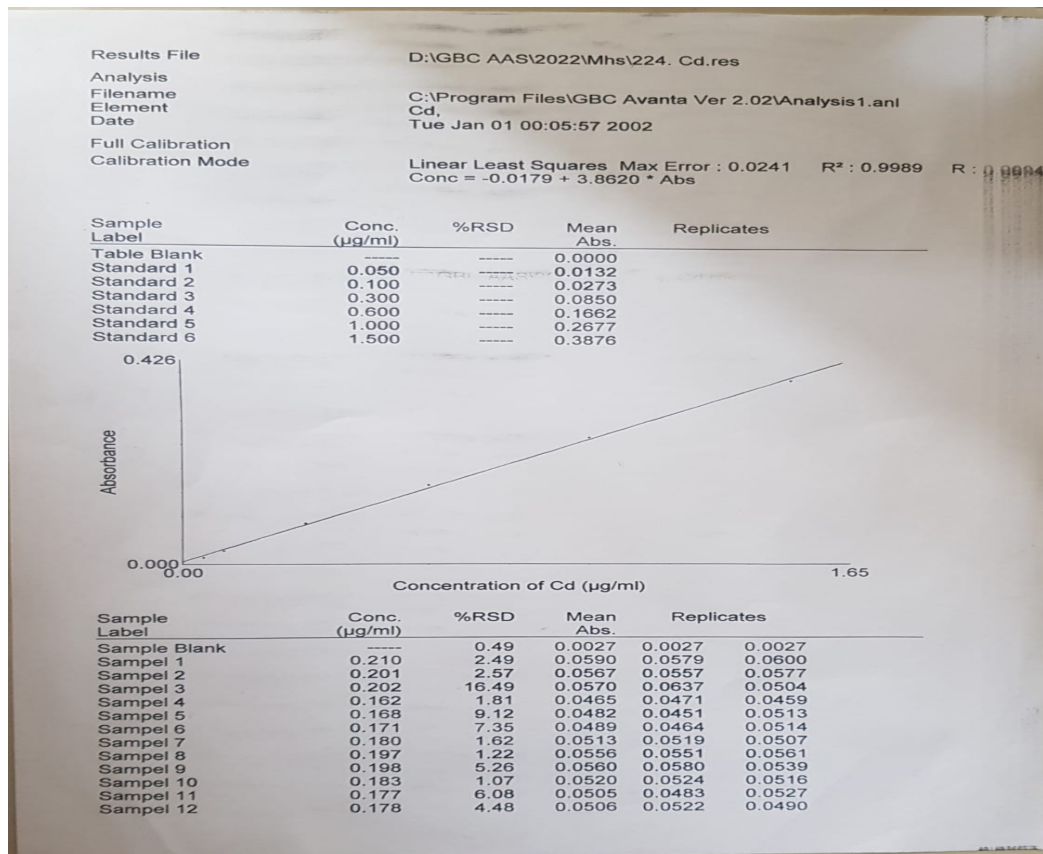 Results File D:\GBC AAS\2022\Mhs\224. Cd.res
Analysis
Filename C:\Program Files\GBC Avanta Ver 2.02\Analysis1.anl
Element Cd,
Date Tue Jan 01 00:05:57 2002
Full Calibration
Calibration Mode Linear Least Squares Max Error : 0.0241 R² : 0.9989 R :
Conc = -0.0179 + 3.8620 * Abs
Sample Conc. %RSD Mean Replicates
Label (µg/ml) Abs.
Table Blank ----- ----- 0.0000
Standard 1 0.050 ----- 0.0132
Standard 2 0.100 ----- 0.0273
Standard 3 0.300 ----- 0.0850
Standard 4 0.600 ----- 0.1662
Standard 5 1.000 ----- 0.2677
Standard 6 1.500 ----- 0.3876
0.426
Absorbance
0.000
0.00 1.65
Concentration of Cd (µg/ml)
Sample Conc. %RSD Mean Replicates
Label (µg/ml) Abs.
Sample Blank ----- 0.49 0.0027 0.0027 0.0027
Sampel 1 0.210 2.49 0.0590 0.0579 0.0600
Sampel 2 0.201 2.57 0.0567 0.0557 0.0577
Sampel 3 0.202 16.49 0.0570 0.0637 0.0504
Sampel 4 0.162 1.81 0.0465 0.0471 0.0459
Sampel 5 0.168 9.12 0.0482 0.0451 0.0513
Sampel 6 0.171 7.35 0.0489 0.0464 0.0514
Sampel 7 0.180 1.62 0.0513 0.0519 0.0507
Sampel 8 0.197 1.22 0.0556 0.0551 0.0561
Sampel 9 0.198 5.26 0.0560 0.0580 0.0539
Sampel 10 0.183 1.07 0.0520 0.0524 0.0516
Sampel 11 0.177 6.08 0.0505 0.0483 0.0527
Sampel 12 0.178 4.48 0.0506 0.0522 0.0490